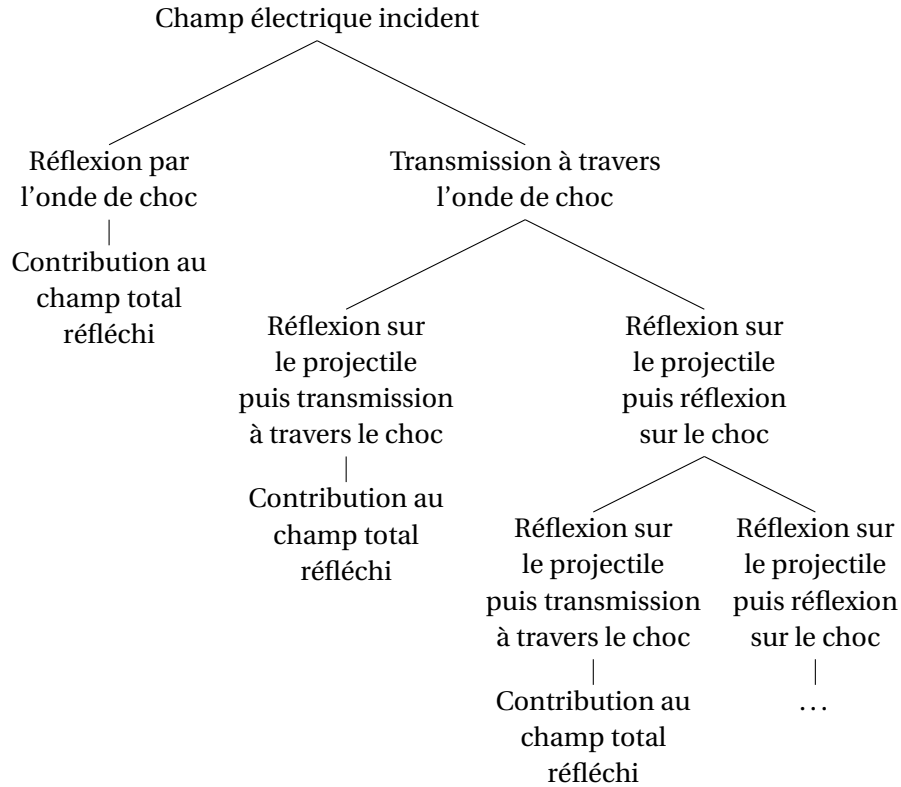 Champ électrique incident
Réflexion par
l'onde de choc
Transmission à travers
l'onde de choc
Contribution au
champ total
réfléchi
Réflexion sur
le projectile
puis transmission
à travers le choc
Réflexion sur
le projectile
puis réflexion
sur le choc
Contribution au
champ total
réfléchi
Réflexion sur
le projectile
puis transmission
à travers le choc
Réflexion sur
le projectile
puis réflexion
sur le choc
Contribution au
champ total
réfléchi
...